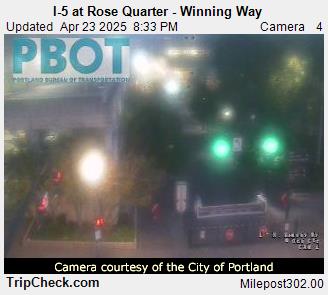 I-5 at Rose Quarter - Winning Way
Updated Apr 23 2025 8:33 PM Camera 4
PBOT
PORTLAND BUREAU OF TRANSPORTATION
Camera courtesy of the City of Portland
TripCheck.com Milepost302.00